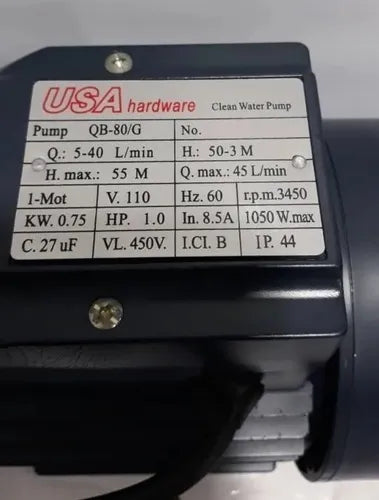 USA hardware Clean Water Pump
Pump QB-80/G No.
Q.: 5-40 L/min H.: 50-3 M
H. max.: 55 M Q. max.: 45 L/min
1-Mot V. 110 Hz. 60 r.p.m.3450
KW. 0.75 HP. 1.0 In. 8.5A 1050 W.max
C. 27 uF VL. 450V. I.CI. B IP. 44